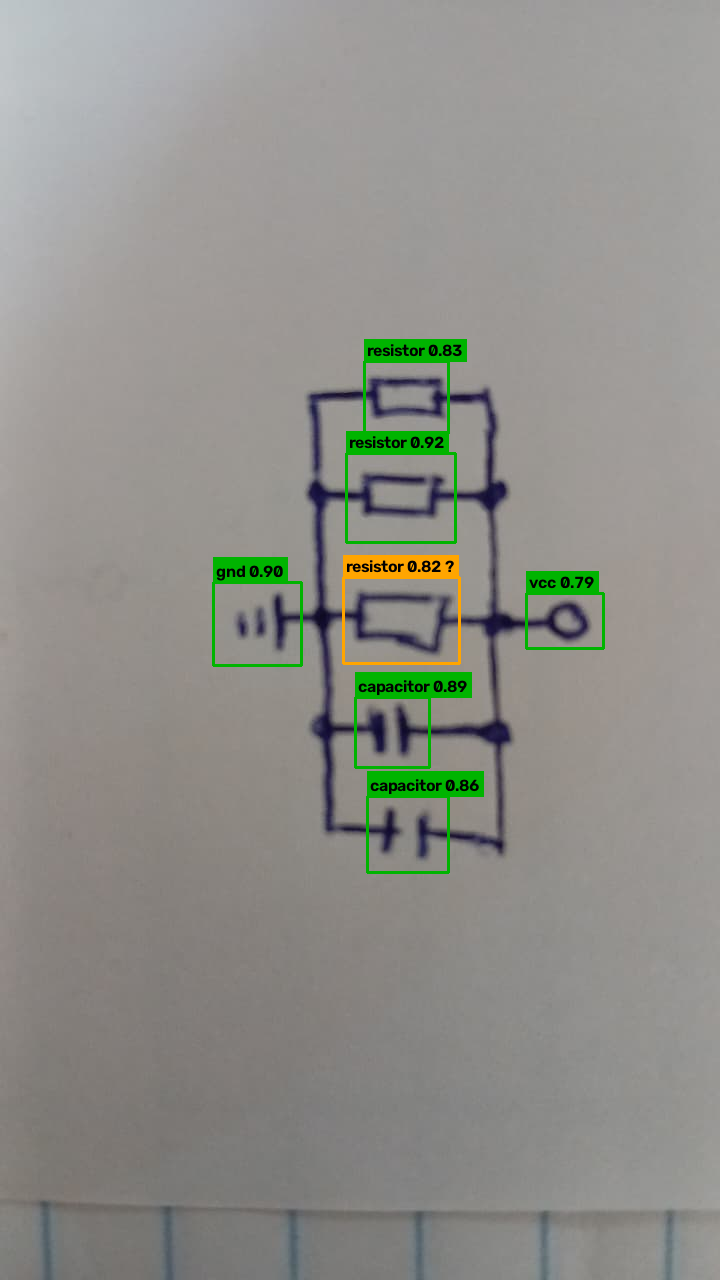 resistor 0.83
resistor 0.92
resistor 0.82 ?
gnd 0.90
vcc 0.79
capacitor 0.89
capacitor 0.86